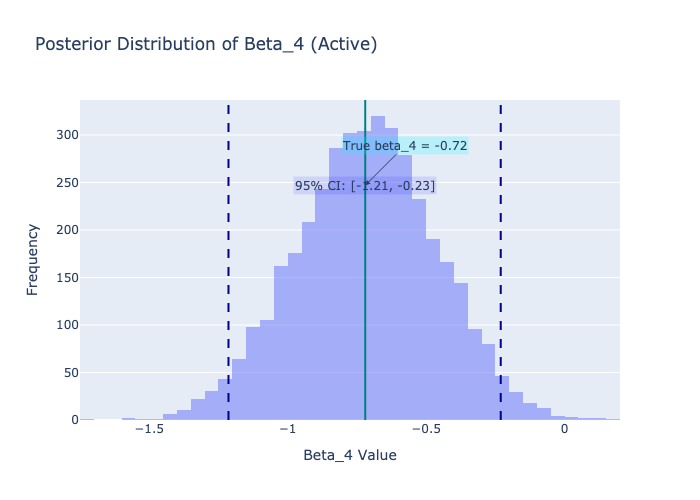 Posterior Distribution of Beta_4 (Active)
300
True beta_4 = -0.72
250
95% CI: [-1.21, -0.23]
200
Frequency
150
100
50
0
−1.5
−1
−0.5
0
Beta_4 Value